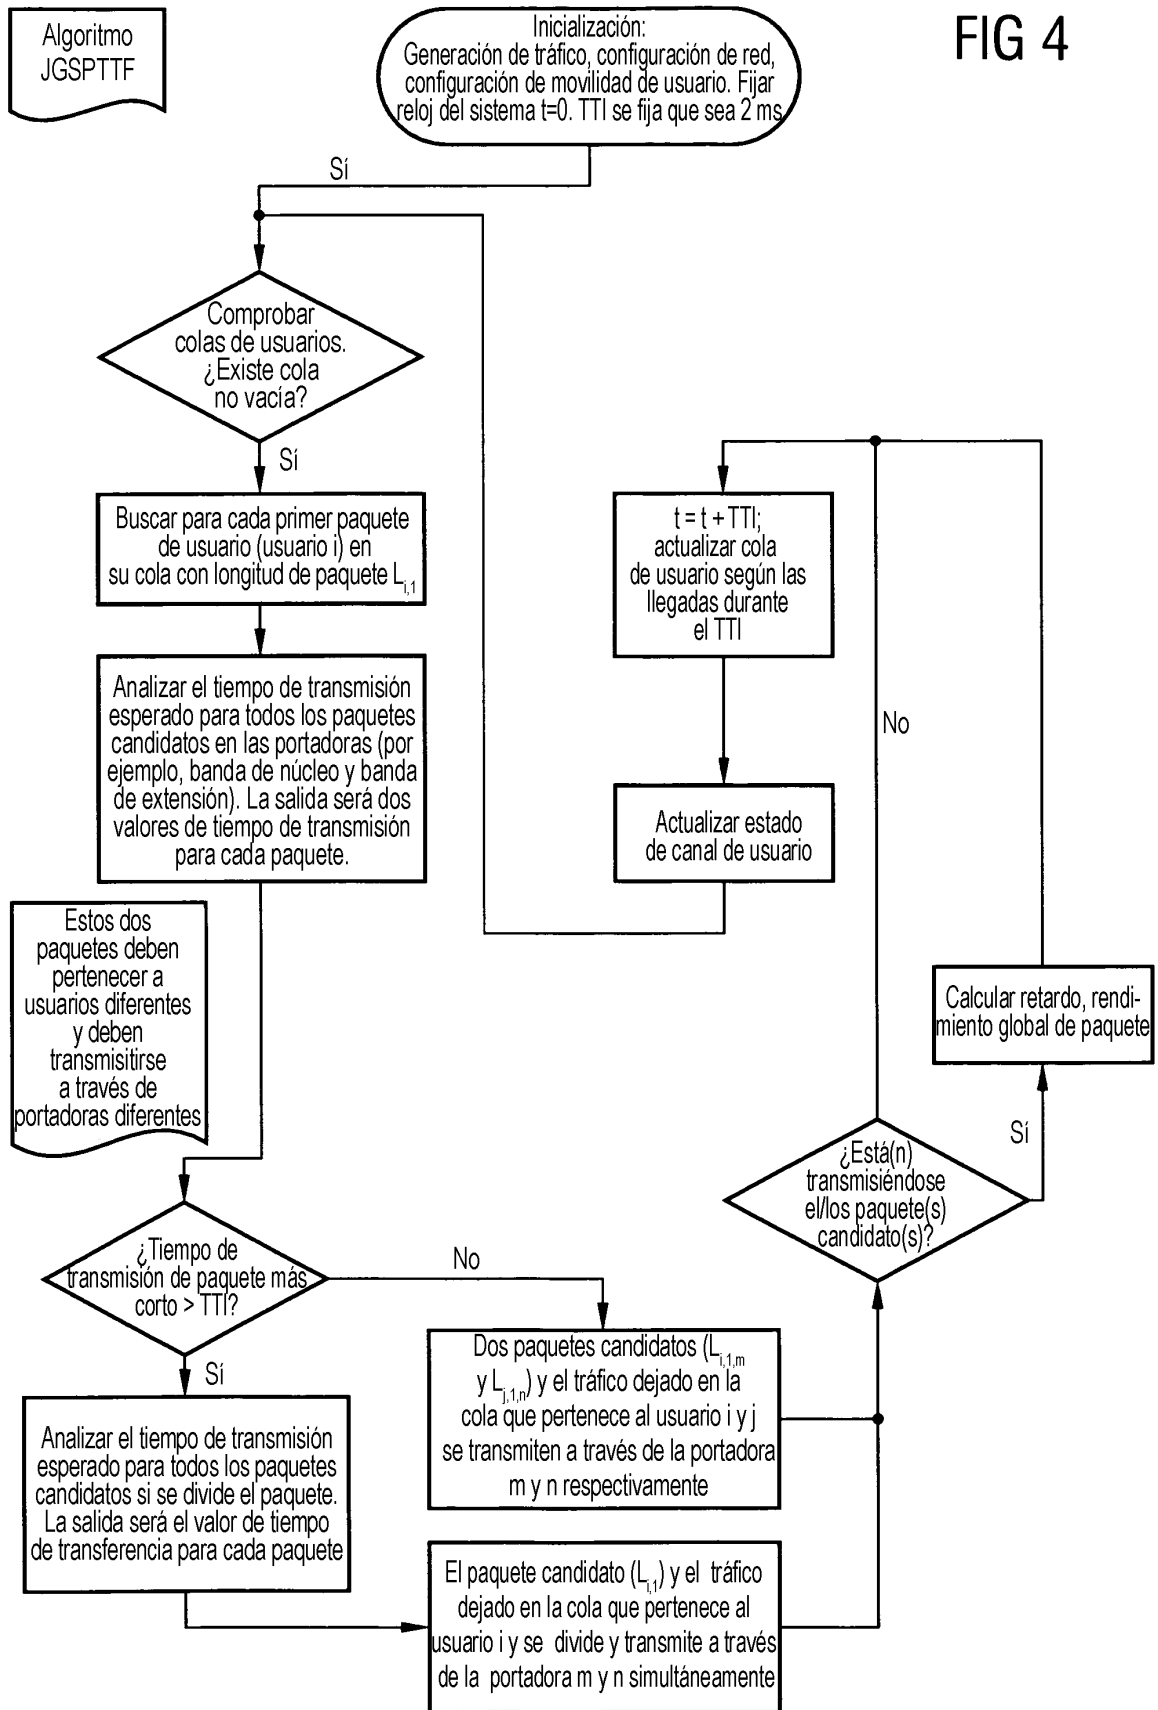 Algoritmo
JGSPTTF
Inicialización:
Generación de tráfico, configuración de red,
configuración de movilidad de usuario. Fijar
reloj del sistema t=0. TTI se fija que sea 2 ms
FIG 4
Sí
Comprobar
colas de usuarios.
¿Existe cola
no vacía?
Sí
Buscar para cada primer paquete
de usuario (usuario i) en
su cola con longitud de paquete L_{i,1}
t = t + TTI;
actualizar cola
de usuario según las
llegadas durante
el TTI
Analizar el tiempo de transmisión
esperado para todos los paquetes
candidatos en las portadoras (por
ejemplo, banda de núcleo y banda
de extensión). La salida será dos
valores de tiempo de transmisión
para cada paquete.
No
Actualizar estado
de canal de usuario
Estos dos
paquetes deben
pertenecer a
usuarios diferentes
y deben
transmisitirse
a través de
portadoras diferentes
Calcular retardo, rendi-
miento global de paquete
Sí
¿Está(n)
transmisiéndose
el/los paquete(s)
candidato(s)?
¿Tiempo de
transmisión de paquete más
corto > TTI?
No
Sí
Dos paquetes candidatos (L_{i,1,m}
y L_{j,1,n}) y el tráfico dejado en la
cola que pertenece al usuario i y j
se transmiten a través de la portadora
m y n respectivamente
Analizar el tiempo de transmisión
esperado para todos los paquetes
candidatos si se divide el paquete.
La salida será el valor de tiempo
de transferencia para cada paquete
El paquete candidato (L_{i,1}) y el tráfico
dejado en la cola que pertenece al
usuario i y se divide y transmite a través
de la portadora m y n simultáneamente